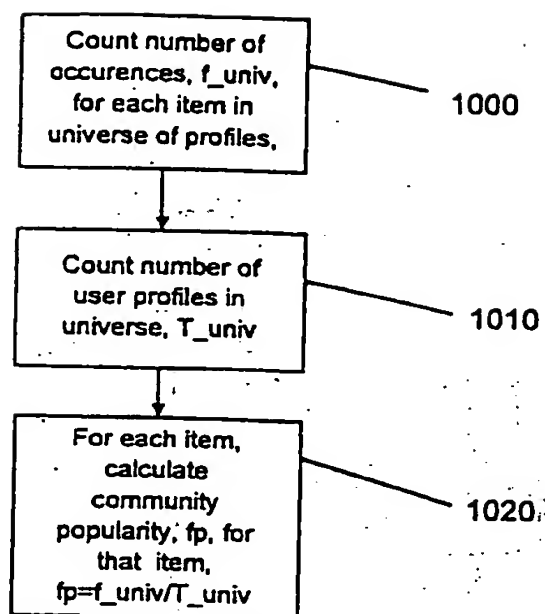 Count number of
occurences, f_univ,
for each item in
universe of profiles,
1000
Count number of
user profiles in
universe, T_univ
1010
For each item,
calculate
community
popularity, fp, for
that item,
fp=f_univ/T_univ
1020